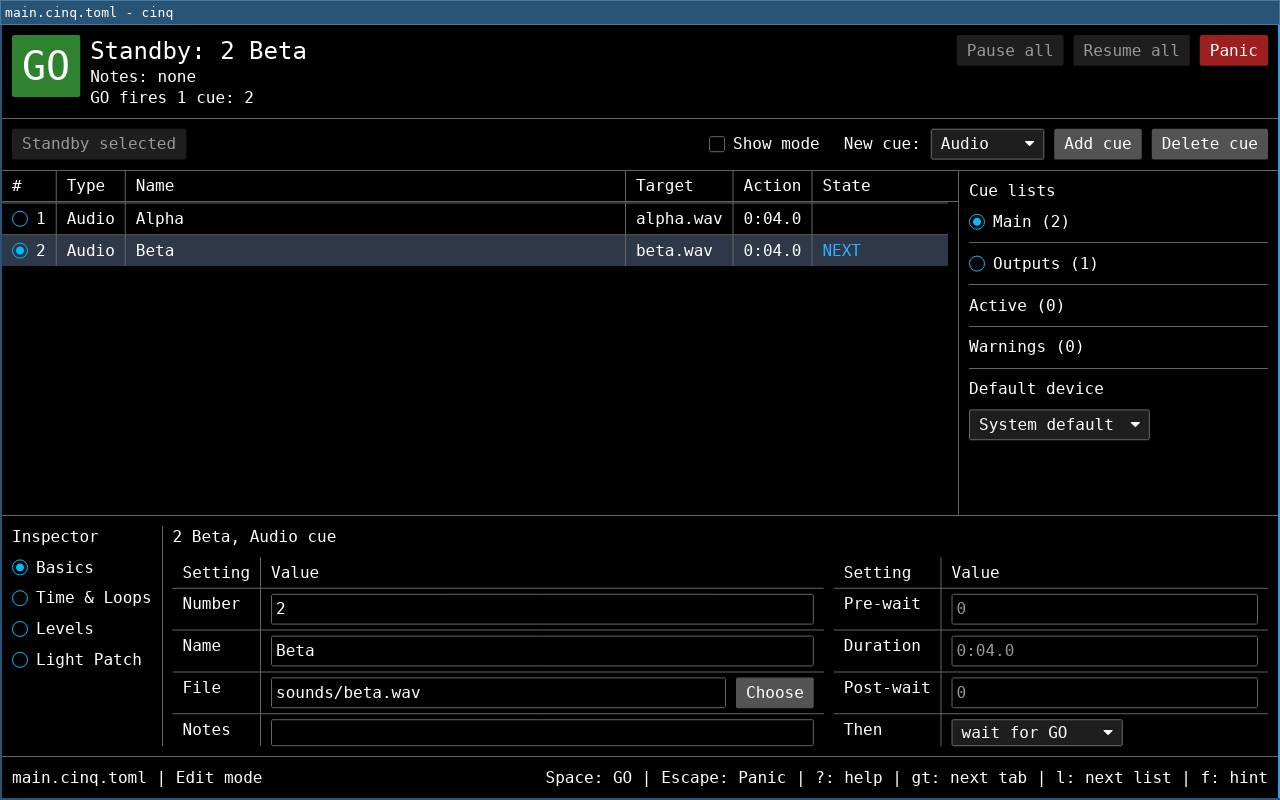 main.cinq.toml - cinq
GO
Standby: 2 Beta
Notes: none
GO fires 1 cue: 2
Pause all
Resume all
Panic
Standby selected
Show mode
New cue:
Audio
Add cue
Delete cue
# Type Name Target Action State
1 Audio Alpha alpha.wav 0:04.0
2 Audio Beta beta.wav 0:04.0 NEXT
Cue lists
Main (2)
Outputs (1)
Active (0)
Warnings (0)
Default device
System default
Inspector
Basics
Time & Loops
Levels
Light Patch
2 Beta, Audio cue
Setting Value
Number 2
Name Beta
File sounds/beta.wav Choose
Notes
Setting Value
Pre-wait 0
Duration 0:04.0
Post-wait 0
Then wait for GO
main.cinq.toml | Edit mode
Space: GO | Escape: Panic | ?: help | gt: next tab | l: next list | f: hint